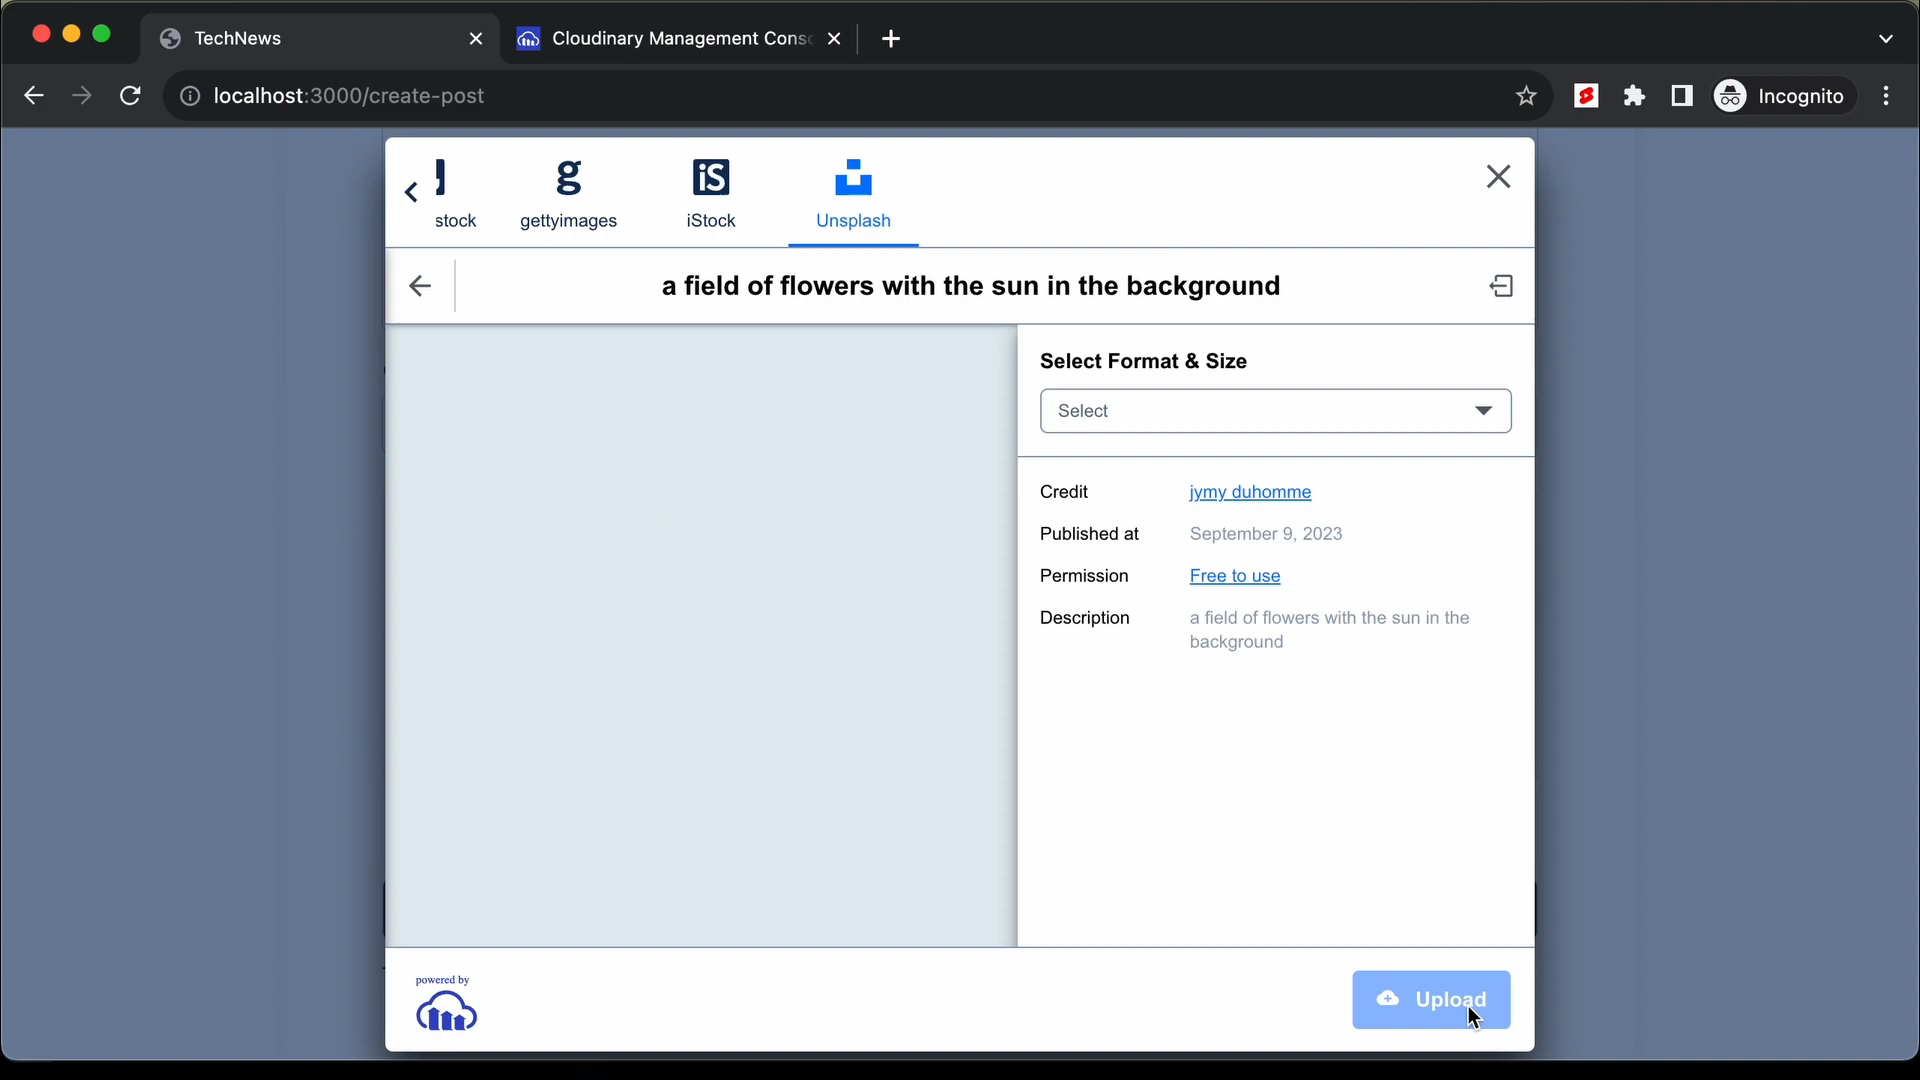 TechNews
Cloudinary Management Cons
localhost:3000/create-post
Incognito
stock
gettyimages
iStock
Unsplash
a field of flowers with the sun in the background
Select Format & Size
Select
Credit
jymy duhomme
Published at
September 9, 2023
Permission
Free to use
Description
a field of flowers with the sun in the
background
powered by
Upload